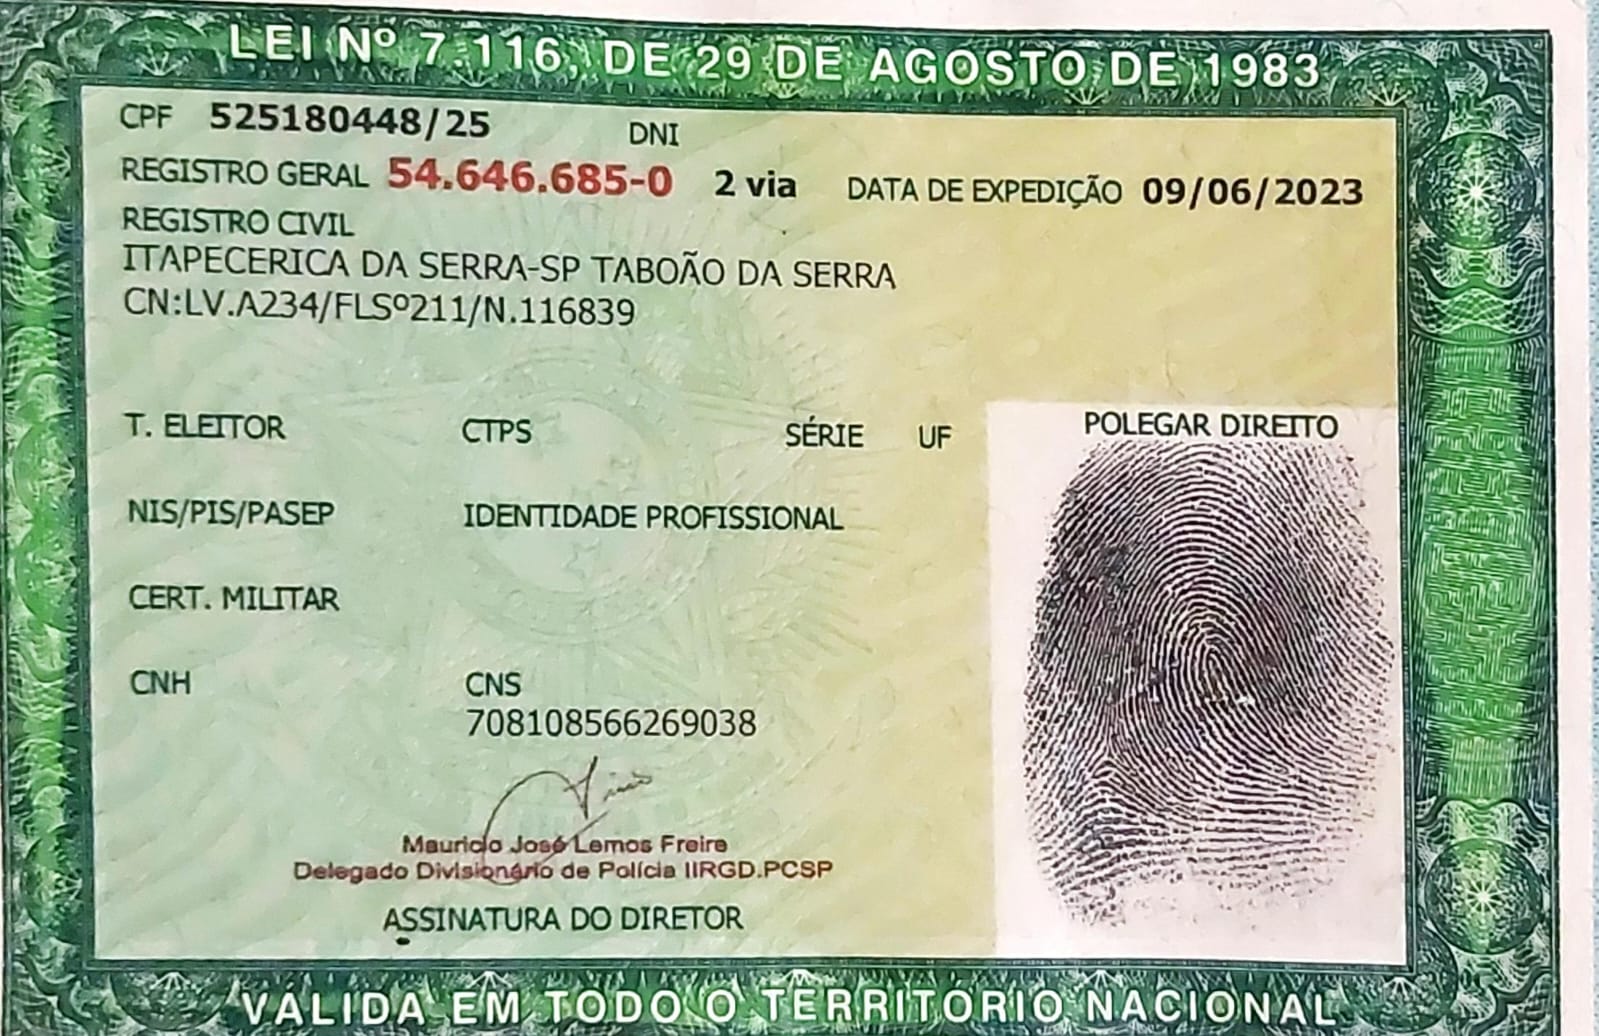 LEI Nº 7.116, DE 29 DE AGOSTO DE 1983
CPF 525180448/25 DNI
REGISTRO GERAL 54.646.685-0 2 via DATA DE EXPEDIÇÃO 09/06/2023
REGISTRO CIVIL
ITAPECERICA DA SERRA-SP TABOÃO DA SERRA
CN:LV.A234/FLSº211/N.116839
T. ELEITOR CTPS SÉRIE UF
POLEGAR DIREITO
NIS/PIS/PASEP IDENTIDADE PROFISSIONAL
CERT. MILITAR
CNH CNS
708108566269038
Mauricio José Lemos Freire
Delegado Divisionário de Polícia IIRGD.PCSP
ASSINATURA DO DIRETOR
VÁLIDA EM TODO O TERRITÓRIO NACIONAL